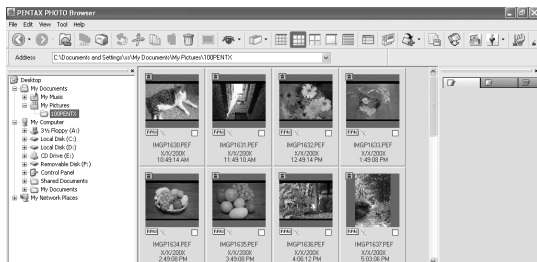 PENTAX PHOTO Browser
File Edit View Tool Help
Address C:\Documents and Settings\ss\My Documents\My Pictures\100PENTX
Desktop
My Documents
My Music
My Pictures
100PENTX
My Computer
3½ Floppy (A:)
Local Disk (C:)
Local Disk (D:)
CD Drive (E:)
Removable Disk (F:)
Control Panel
Shared Documents
My Documents
My Network Places
IMGP1630.PEF IMGP1631.PEF IMGP1632.PEF IMGP1633.PEF
X/X/200X X/X/200X X/X/200X X/X/200X
10:49:14 AM 11:49:10 AM 12:49:14 PM 1:49:08 PM
IMGP1634.PEF IMGP1635.PEF IMGP1636.PEF IMGP1637.PEF
X/X/200X X/X/200X X/X/200X X/X/200X
2:49:08 PM 3:49:08 PM 4:06:12 PM 5:03:06 PM